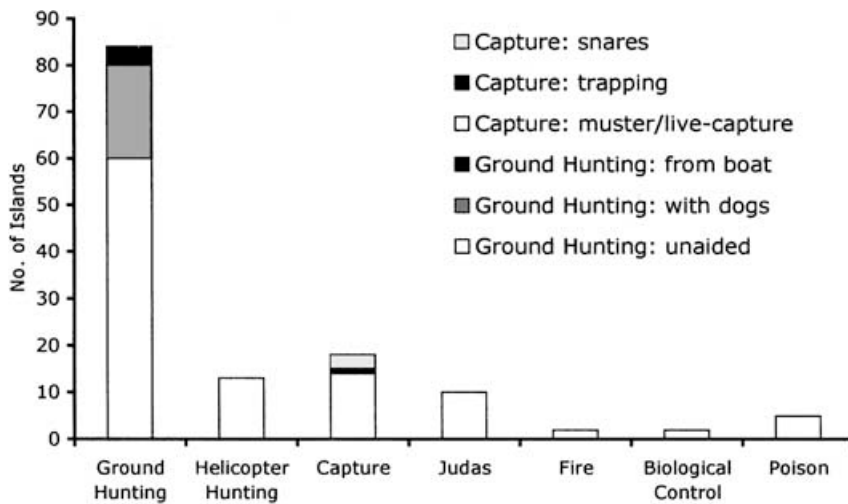 90
80
70
60
50
40
30
20
10
0
No. of Islands
Capture: snares
Capture: trapping
Capture: muster/live-capture
Ground Hunting: from boat
Ground Hunting: with dogs
Ground Hunting: unaided
Ground
Hunting
Helicopter
Hunting
Capture
Judas
Fire
Biological
Control
Poison